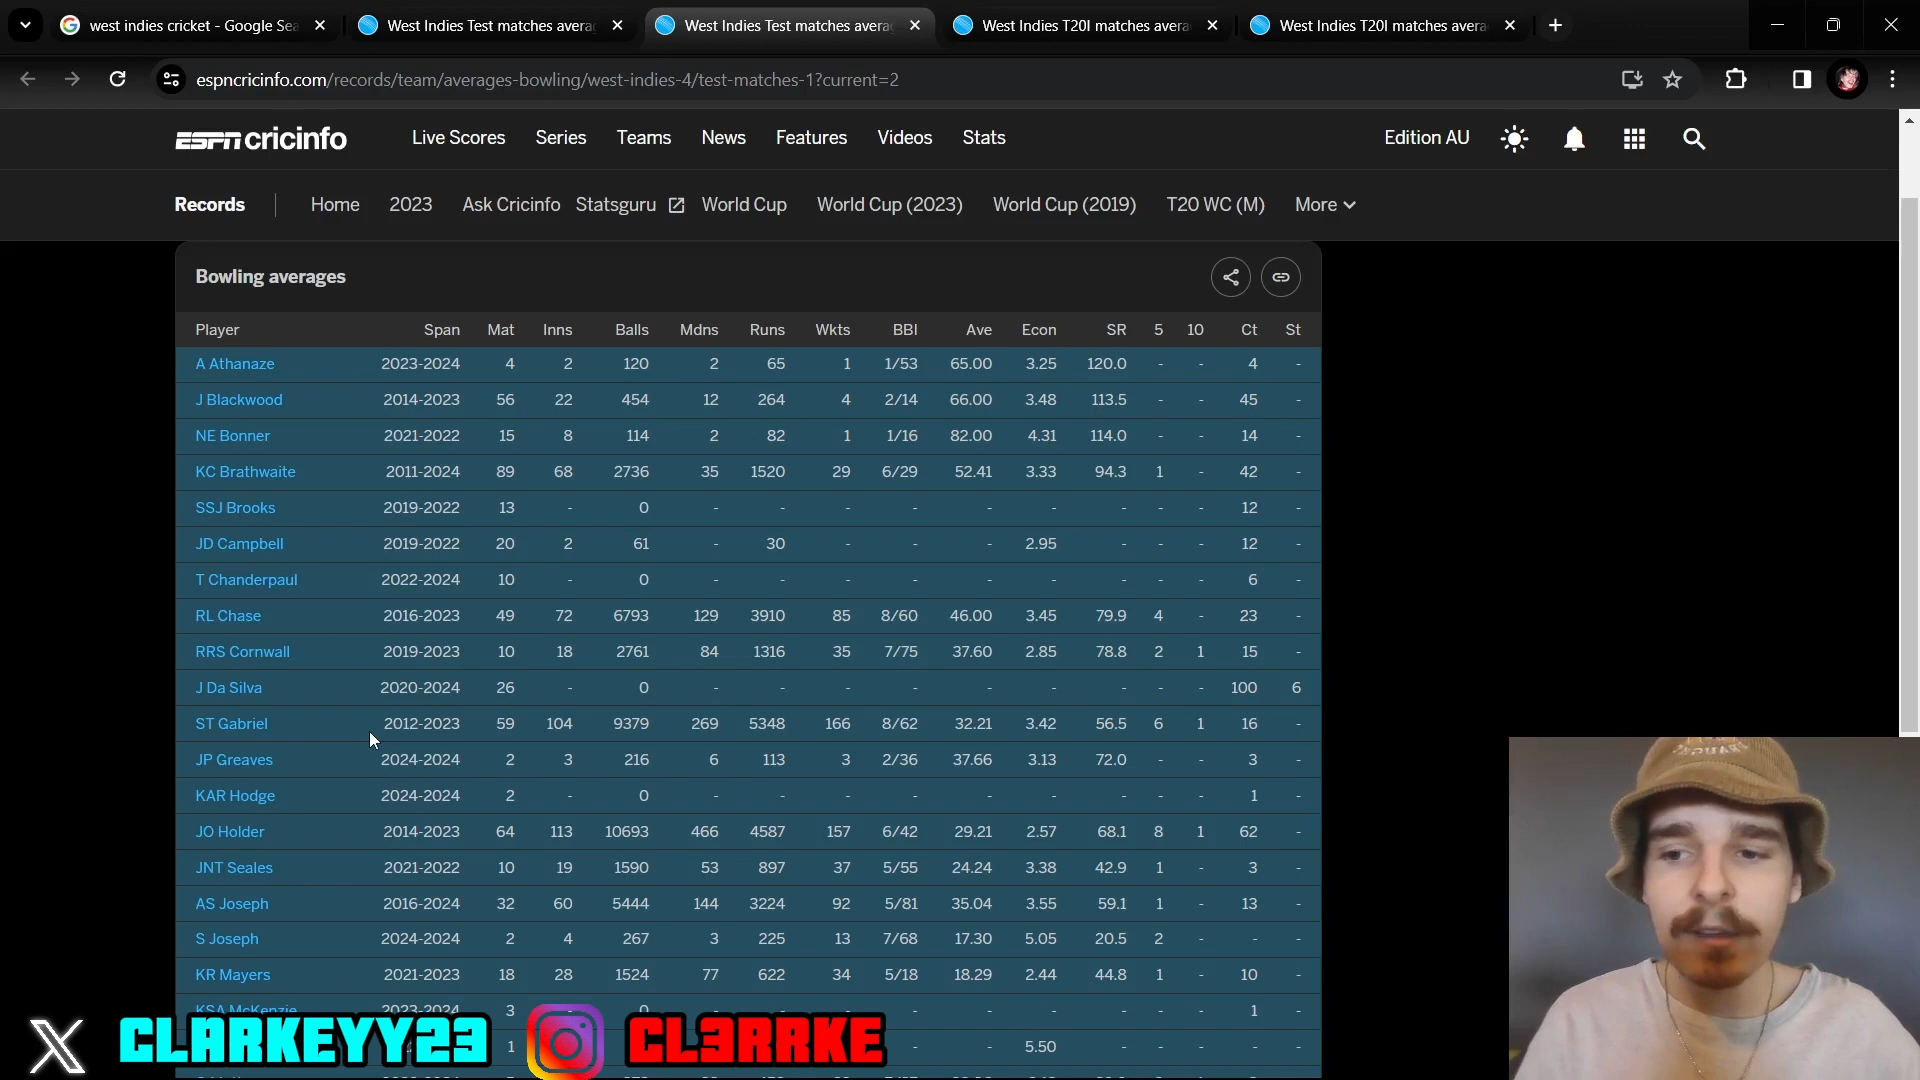 west indies cricket - Google Sea
West Indies Test matches avera
West Indies Test matches avera
West Indies T20I matches avera
West Indies T20I matches avera
espncricinfo.com/records/team/averages-bowling/west-indies-4/test-matches-1?current=2
ESPN cricinfo Live Scores Series Teams News Features Videos Stats Edition AU
Records Home 2023 Ask Cricinfo Statsguru World Cup World Cup (2023) World Cup (2019) T20 WC (M) More
Bowling averages
Player Span Mat Inns Balls Mdns Runs Wkts BBI Ave Econ SR 5 10 Ct St
A Athanaze 2023-2024 4 2 120 2 65 1 1/53 65.00 3.25 120.0 - - 4 -
J Blackwood 2014-2023 56 22 454 12 264 4 2/14 66.00 3.48 113.5 - - 45 -
NE Bonner 2021-2022 15 8 114 2 82 1 1/16 82.00 4.31 114.0 - - 14 -
KC Brathwaite 2011-2024 89 68 2736 35 1520 29 6/29 52.41 3.33 94.3 1 - 42 -
SSJ Brooks 2019-2022 13 - 0 - - - - - - - - - 12 -
JD Campbell 2019-2022 20 2 61 - 30 - - - 2.95 - - - 12 -
T Chanderpaul 2022-2024 10 - 0 - - - - - - - - - 6 -
RL Chase 2016-2023 49 72 6793 129 3910 85 8/60 46.00 3.45 79.9 4 - 23 -
RRS Cornwall 2019-2023 10 18 2761 84 1316 35 7/75 37.60 2.85 78.8 2 1 15 -
J Da Silva 2020-2024 26 - 0 - - - - - - - - - 100 6
ST Gabriel 2012-2023 59 104 9379 269 5348 166 8/62 32.21 3.42 56.5 6 1 16 -
JP Greaves 2024-2024 2 3 216 6 113 3 2/36 37.66 3.13 72.0 - - 3 -
KAR Hodge 2024-2024 2 - 0 - - - - - - - - - 1 -
JO Holder 2014-2023 64 113 10693 466 4587 157 6/42 29.21 2.57 68.1 8 1 62 -
JNT Seales 2021-2022 10 19 1590 53 897 37 5/55 24.24 3.38 42.9 1 - 3 -
AS Joseph 2016-2024 32 60 5444 144 3224 92 5/81 35.04 3.55 59.1 1 - 13 -
S Joseph 2024-2024 2 4 267 3 225 13 7/68 17.30 5.05 20.5 2 - - -
KR Mayers 2021-2023 18 28 1524 77 622 34 5/18 18.29 2.44 44.8 1 - 10 -
KSA McKenzie 2023-2024 3 - 0 - - - - - - - - - 1 -
1 - - 5.50 - - - - -
CLARKEYY23 CL3RRKE